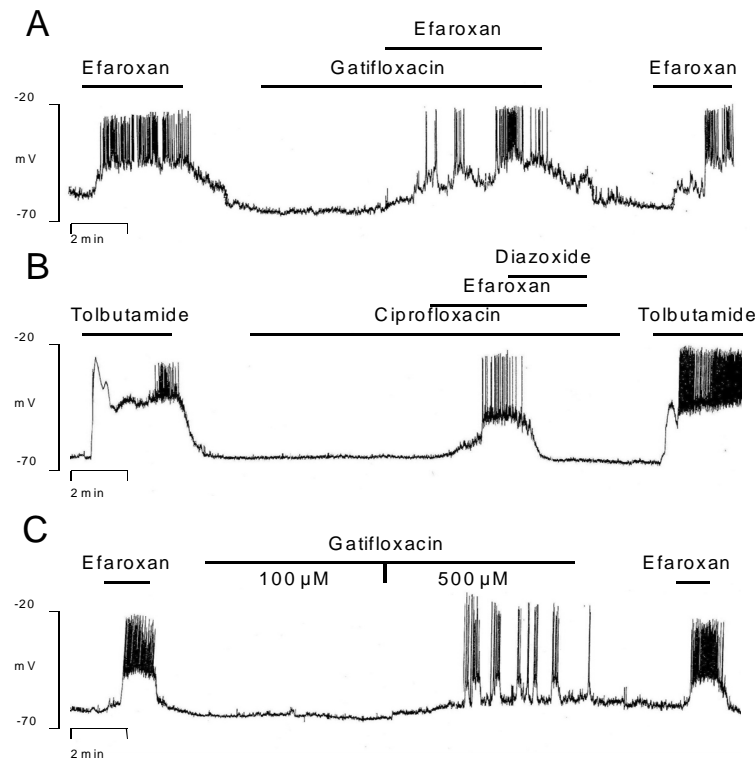 A
Efaroxan
Efaroxan Gatifloxacin Efaroxan
-20
mV
-70
2 min
B
Diazoxide
Efaroxan
Tolbutamide Ciprofloxacin Tolbutamide
-20
mV
-70
2 min
C
Gatifloxacin
Efaroxan 100 µM 500 µM Efaroxan
-20
mV
-70
2 min